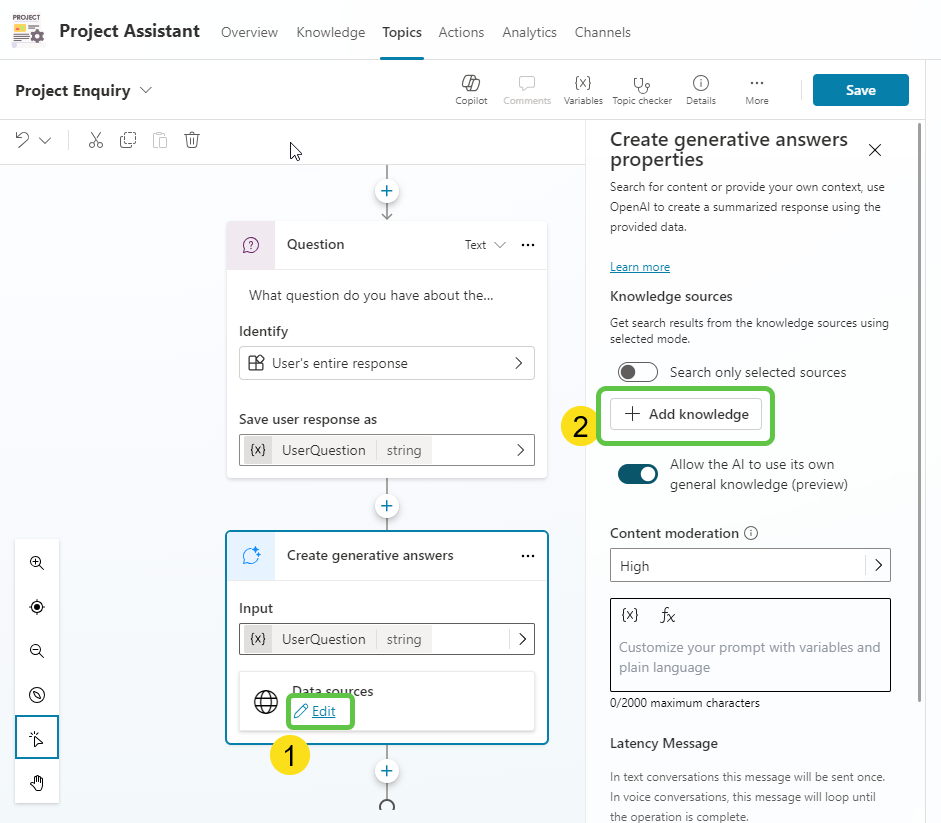 PROJECT
Project Assistant
Overview
Knowledge
Topics
Actions
Analytics
Channels
Project Enquiry
Copilot
Comments
{x}
Variables
Topic checker
Details
More
Save
Question
Text
What question do you have about the...
Identify
User's entire response
Save user response as
{x} UserQuestion string
Create generative answers
Input
{x} UserQuestion string
Data sources
Edit
1
Create generative answers
properties
Search for content or provide your own context, use
OpenAI to create a summarized response using the
provided data.
Learn more
Knowledge sources
Get search results from the knowledge sources using
selected mode.
Search only selected sources
2
Add knowledge
Allow the AI to use its own
general knowledge (preview)
Content moderation
High
{x} fx
Customize your prompt with variables and
plain language
0/2000 maximum characters
Latency Message
In text conversations this message will be sent once.
In voice conversations, this message will loop until
the operation is complete.